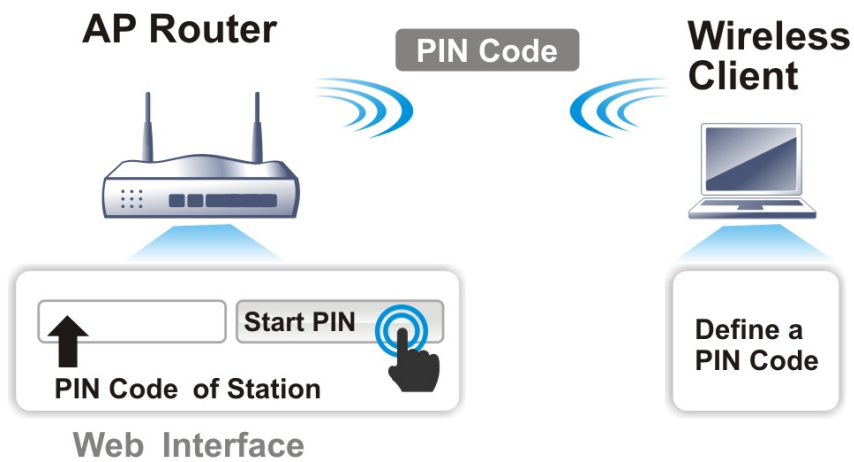 AP Router
PIN Code
Wireless
Client
Start PIN
PIN Code of Station
Define a
PIN Code
Web Interface